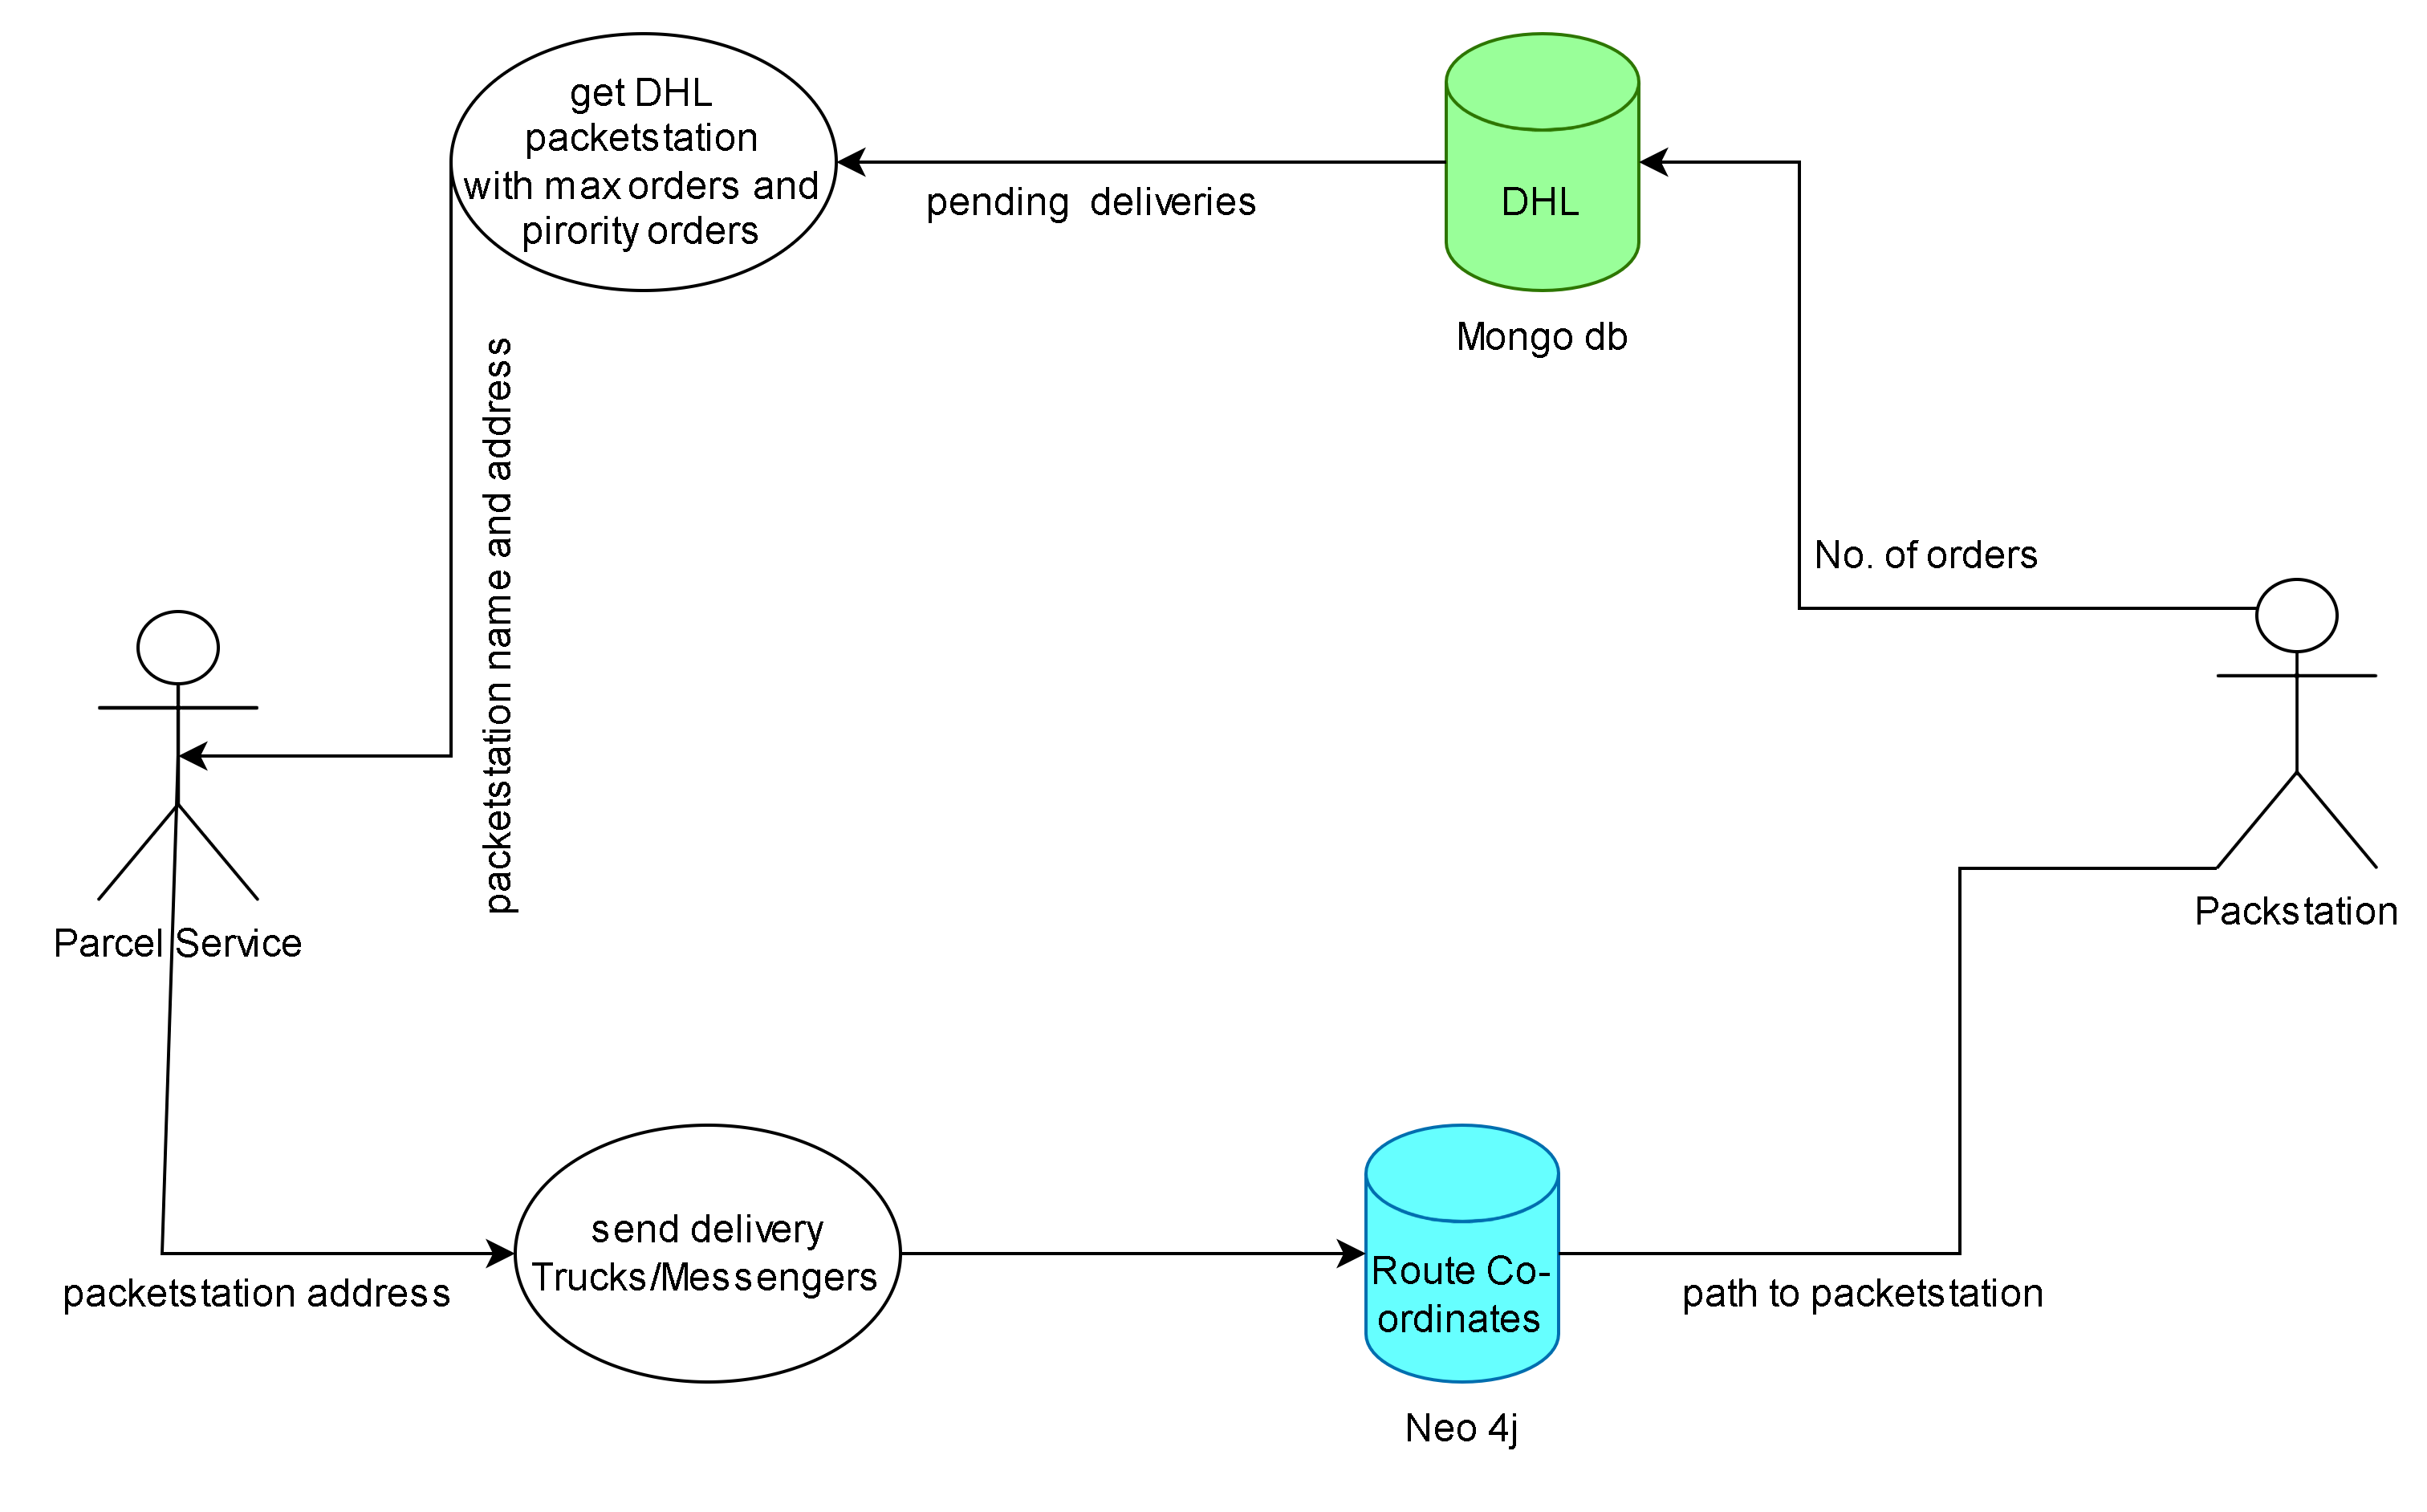 get DHL
packetstation
with max orders and
pirority orders
pending deliveries
DHL
Mongo db
packetstation name and address
No. of orders
Parcel Service
Packstation
send delivery
Trucks/Messengers
packetstation address
Route Co-
ordinates
path to packetstation
Neo 4j